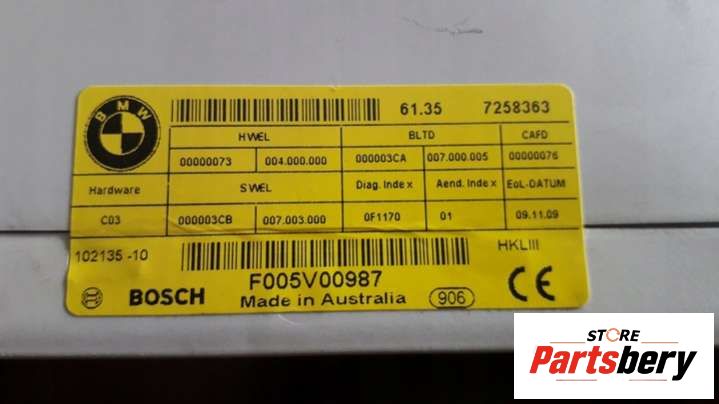 BMW
61.35 7258363
HWEL BLTD CAFD
00000073 004.000.000 000003CA 007.000.005 00000076
Hardware SWEL Diag. Index Aend. Index EoL-DATUM
C03 000003CB 007.003.000 0F1170 01 09.11.09
102135 -10 HKLIII
F005V00987
BOSCH Made in Australia 906 CE
STORE
Partsbery